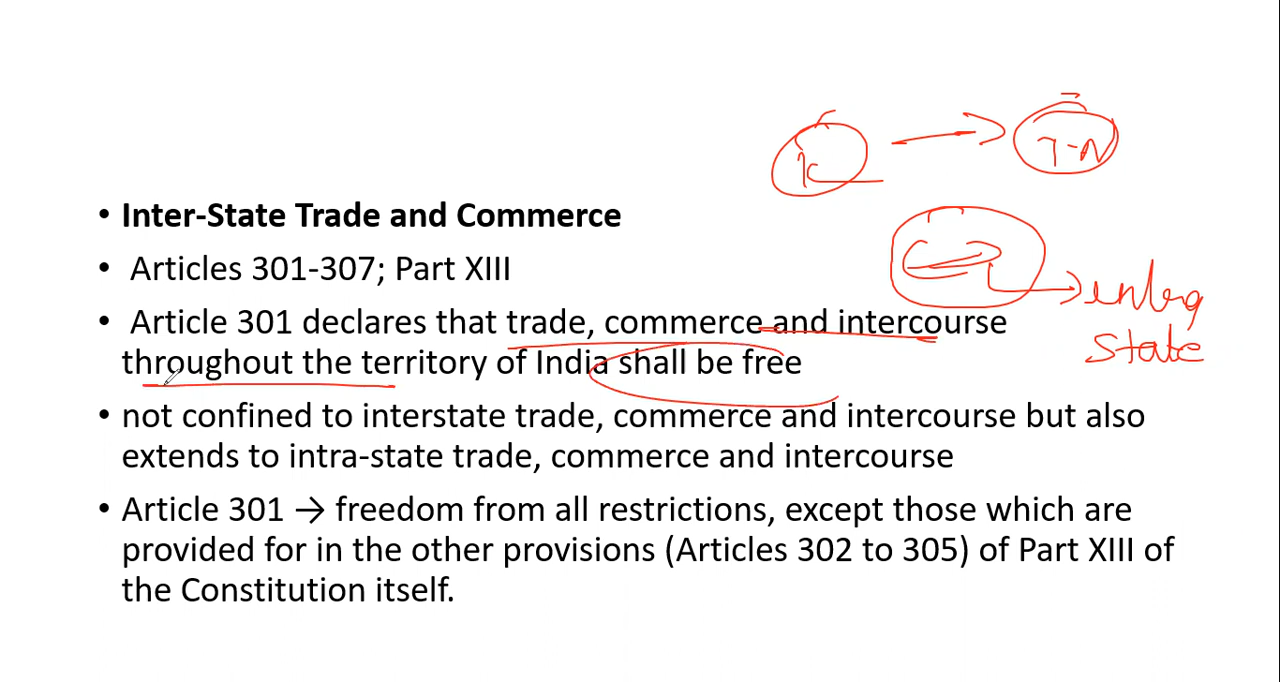 K T-N
• Inter-State Trade and Commerce
• Articles 301-307; Part XIII
intra
state
• Article 301 declares that trade, commerce and intercourse
throughout the territory of India shall be free
• not confined to interstate trade, commerce and intercourse but also
extends to intra-state trade, commerce and intercourse
• Article 301 → freedom from all restrictions, except those which are
provided for in the other provisions (Articles 302 to 305) of Part XIII of
the Constitution itself.